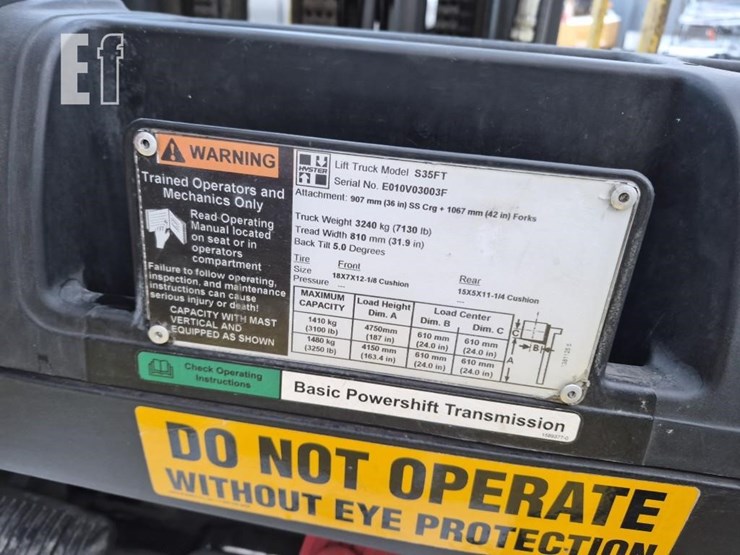 Ef
WARNING
Trained Operators and
Mechanics Only
Read Operating
Manual located
on seat or in
operators
compartment
Failure to follow operating,
inspection, and maintenance
instructions can cause
serious injury or death!
CAPACITY WITH MAST
VERTICAL AND
EQUIPPED AS SHOWN
HYSTER
Lift Truck Model S35FT
Serial No. E010V03003F
Attachment: 907 mm (36 in) SS Crg + 1067 mm (42 in) Forks
Truck Weight 3240 kg (7130 lb)
Tread Width 810 mm (31.9 in)
Back Tilt 5.0 Degrees
Tire Front Rear
Size 18X7X12-1/8 Cushion 15X5X11-1/4 Cushion
Pressure --- ---
MAXIMUM CAPACITY Load Height Dim. A Load Center Dim. B Dim. C
1410 kg (3100 lb) 4750mm (187 in) 610 mm (24.0 in) 610 mm (24.0 in)
1480 kg (3250 lb) 4150 mm (163.4 in) 610 mm (24.0 in) 610 mm (24.0 in)
C
B
A
Check Operating
Instructions
Basic Powershift Transmission
DO NOT OPERATE
WITHOUT EYE PROTECTION